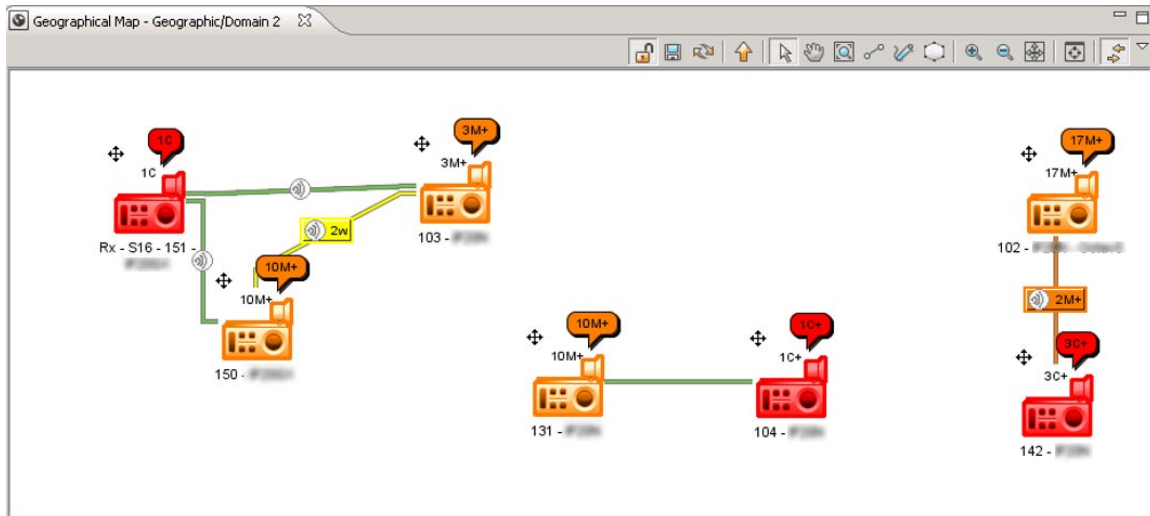 Geographical Map - Geographic/Domain 2
1C
1C
Rx - S16 - 151 -
3M+
3M+
103 -
2w
10M+
10M+
150 -
10M+
10M+
131 -
1C+
1C+
104 -
17M+
17M+
102 -
2M+
3C+
3C+
142 -